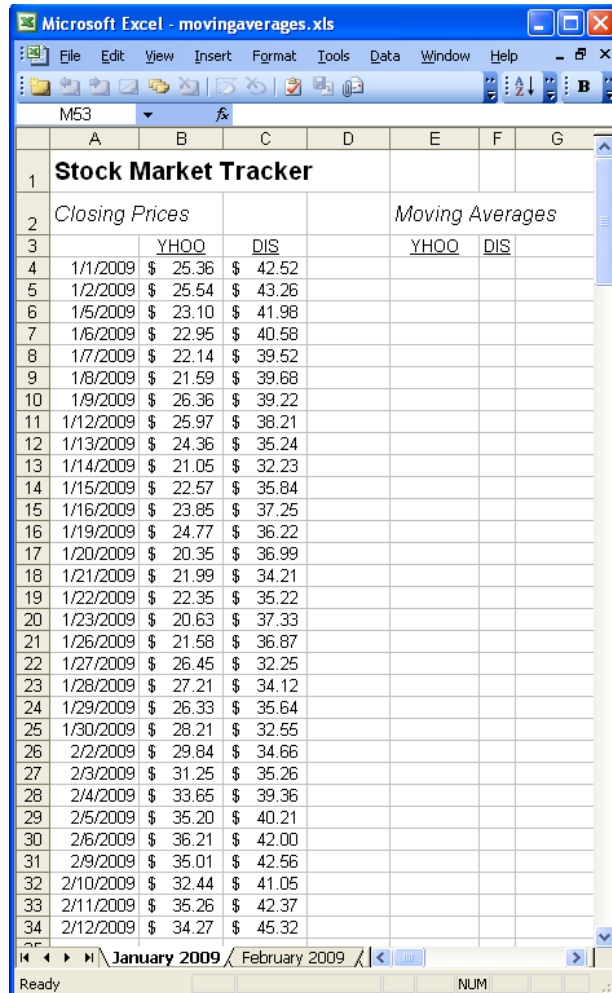 Microsoft Excel - movingaverages.xls
File Edit View Insert Format Tools Data Window Help
B
M53 fx
A B C D E F G
1 Stock Market Tracker
2 Closing Prices Moving Averages
3 YHOO DIS YHOO DIS
4 1/1/2009 $ 25.36 $ 42.52
5 1/2/2009 $ 25.54 $ 43.26
6 1/5/2009 $ 23.10 $ 41.98
7 1/6/2009 $ 22.95 $ 40.58
8 1/7/2009 $ 22.14 $ 39.52
9 1/8/2009 $ 21.59 $ 39.68
10 1/9/2009 $ 26.36 $ 39.22
11 1/12/2009 $ 25.97 $ 38.21
12 1/13/2009 $ 24.36 $ 35.24
13 1/14/2009 $ 21.05 $ 32.23
14 1/15/2009 $ 22.57 $ 35.84
15 1/16/2009 $ 23.85 $ 37.25
16 1/19/2009 $ 24.77 $ 36.22
17 1/20/2009 $ 20.35 $ 36.99
18 1/21/2009 $ 21.99 $ 34.21
19 1/22/2009 $ 22.35 $ 35.22
20 1/23/2009 $ 20.63 $ 37.33
21 1/26/2009 $ 21.58 $ 36.87
22 1/27/2009 $ 26.45 $ 32.25
23 1/28/2009 $ 27.21 $ 34.12
24 1/29/2009 $ 26.33 $ 35.64
25 1/30/2009 $ 28.21 $ 32.55
26 2/2/2009 $ 29.84 $ 34.66
27 2/3/2009 $ 31.25 $ 35.26
28 2/4/2009 $ 33.65 $ 39.36
29 2/5/2009 $ 35.20 $ 40.21
30 2/6/2009 $ 36.21 $ 42.00
31 2/9/2009 $ 35.01 $ 42.56
32 2/10/2009 $ 32.44 $ 41.05
33 2/11/2009 $ 35.26 $ 42.37
34 2/12/2009 $ 34.27 $ 45.32
January 2009 February 2009
Ready NUM